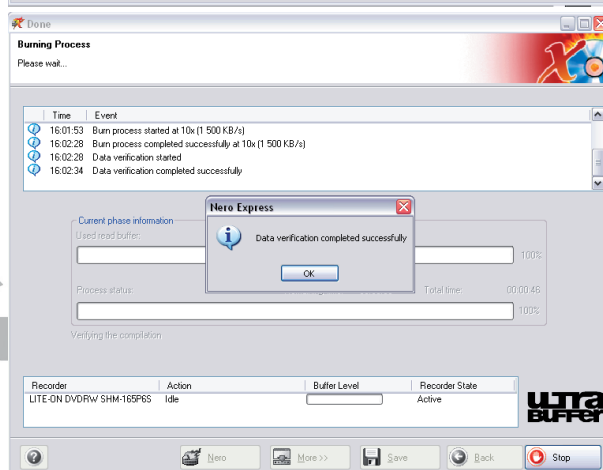 Done
Burning Process
Please wait...
Time Event
16:01:53 Burn process started at 10x (1 500 KB/s)
16:02:28 Burn process completed successfully at 10x (1 500 KB/s)
16:02:28 Data verification started
16:02:34 Data verification completed successfully
Nero Express
Current phase information
Used read buffer:
Data verification completed successfully
100%
OK
Process status:
Total time: 00:00:46
100%
Verifying the compilation
Recorder Action Buffer Level Recorder State
LITE-ON DVDRW SHM-165P6S Idle Active
ULTRA
BUFFER
Nero More >> Save Back Stop